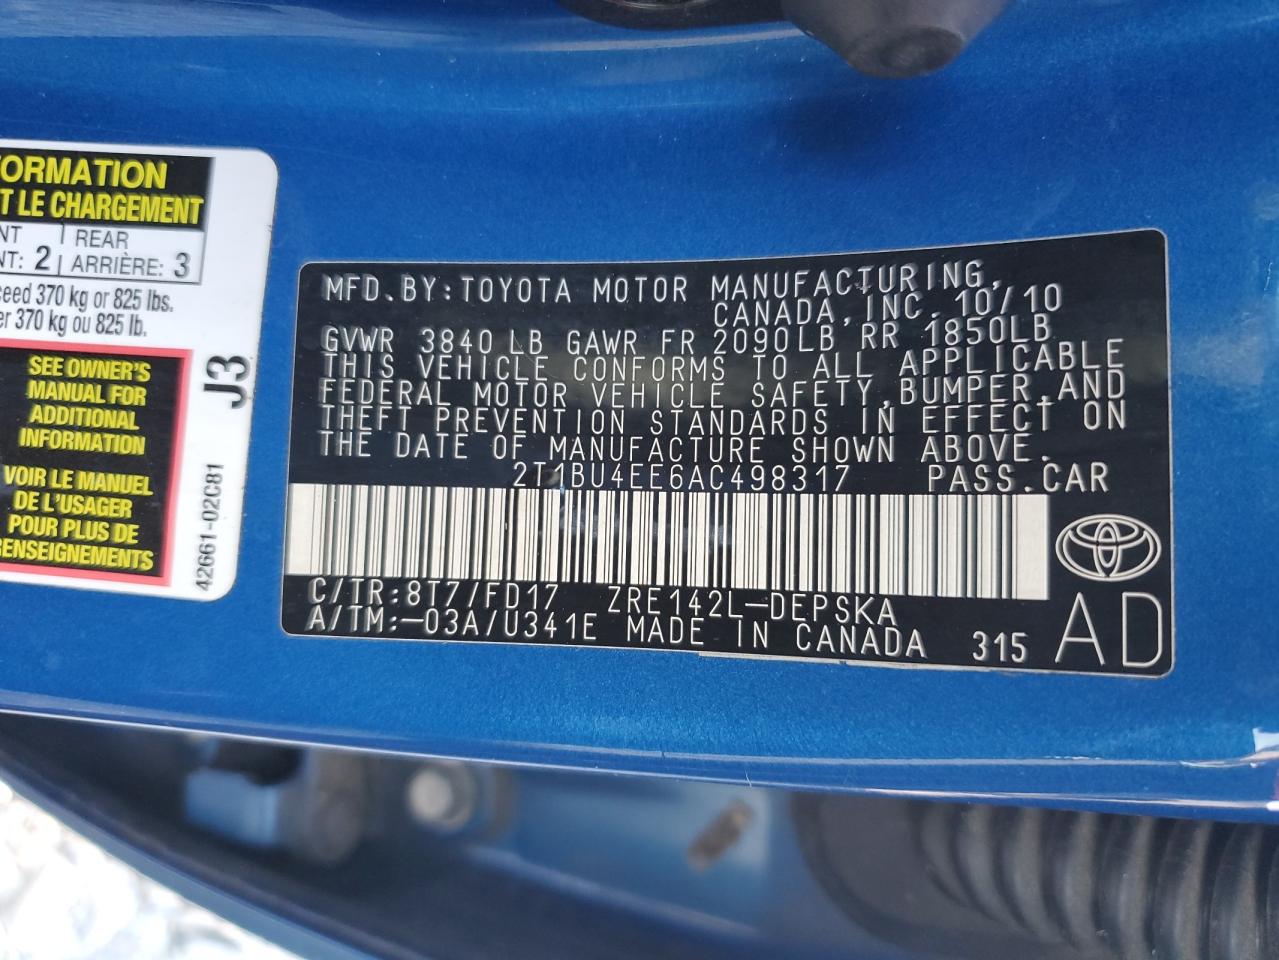 ORMATION
T LE CHARGEMENT
NT REAR
NT: 2 ARRIÈRE: 3
ceed 370 kg or 825 lbs.
er 370 kg ou 825 lb.
SEE OWNER'S
MANUAL FOR
ADDITIONAL
INFORMATION
VOIR LE MANUEL
DE L'USAGER
POUR PLUS DE
RENSEIGNEMENTS
J3
42661-02C81
MFD.BY:TOYOTA MOTOR MANUFACTURING,
CANADA,INC. 10/10
GVWR 3840 LB GAWR FR 2090LB RR 1850LB
THIS VEHICLE CONFORMS TO ALL APPLICABLE
FEDERAL MOTOR VEHICLE SAFETY,BUMPER,AND
THEFT PREVENTION STANDARDS IN EFFECT ON
THE DATE OF MANUFACTURE SHOWN ABOVE.
2T1BU4EE6AC498317 PASS.CAR
C/TR:8T7/FD17 ZRE142L-DEPSKA
A/TM:-03A/U341E MADE IN CANADA 315 AD